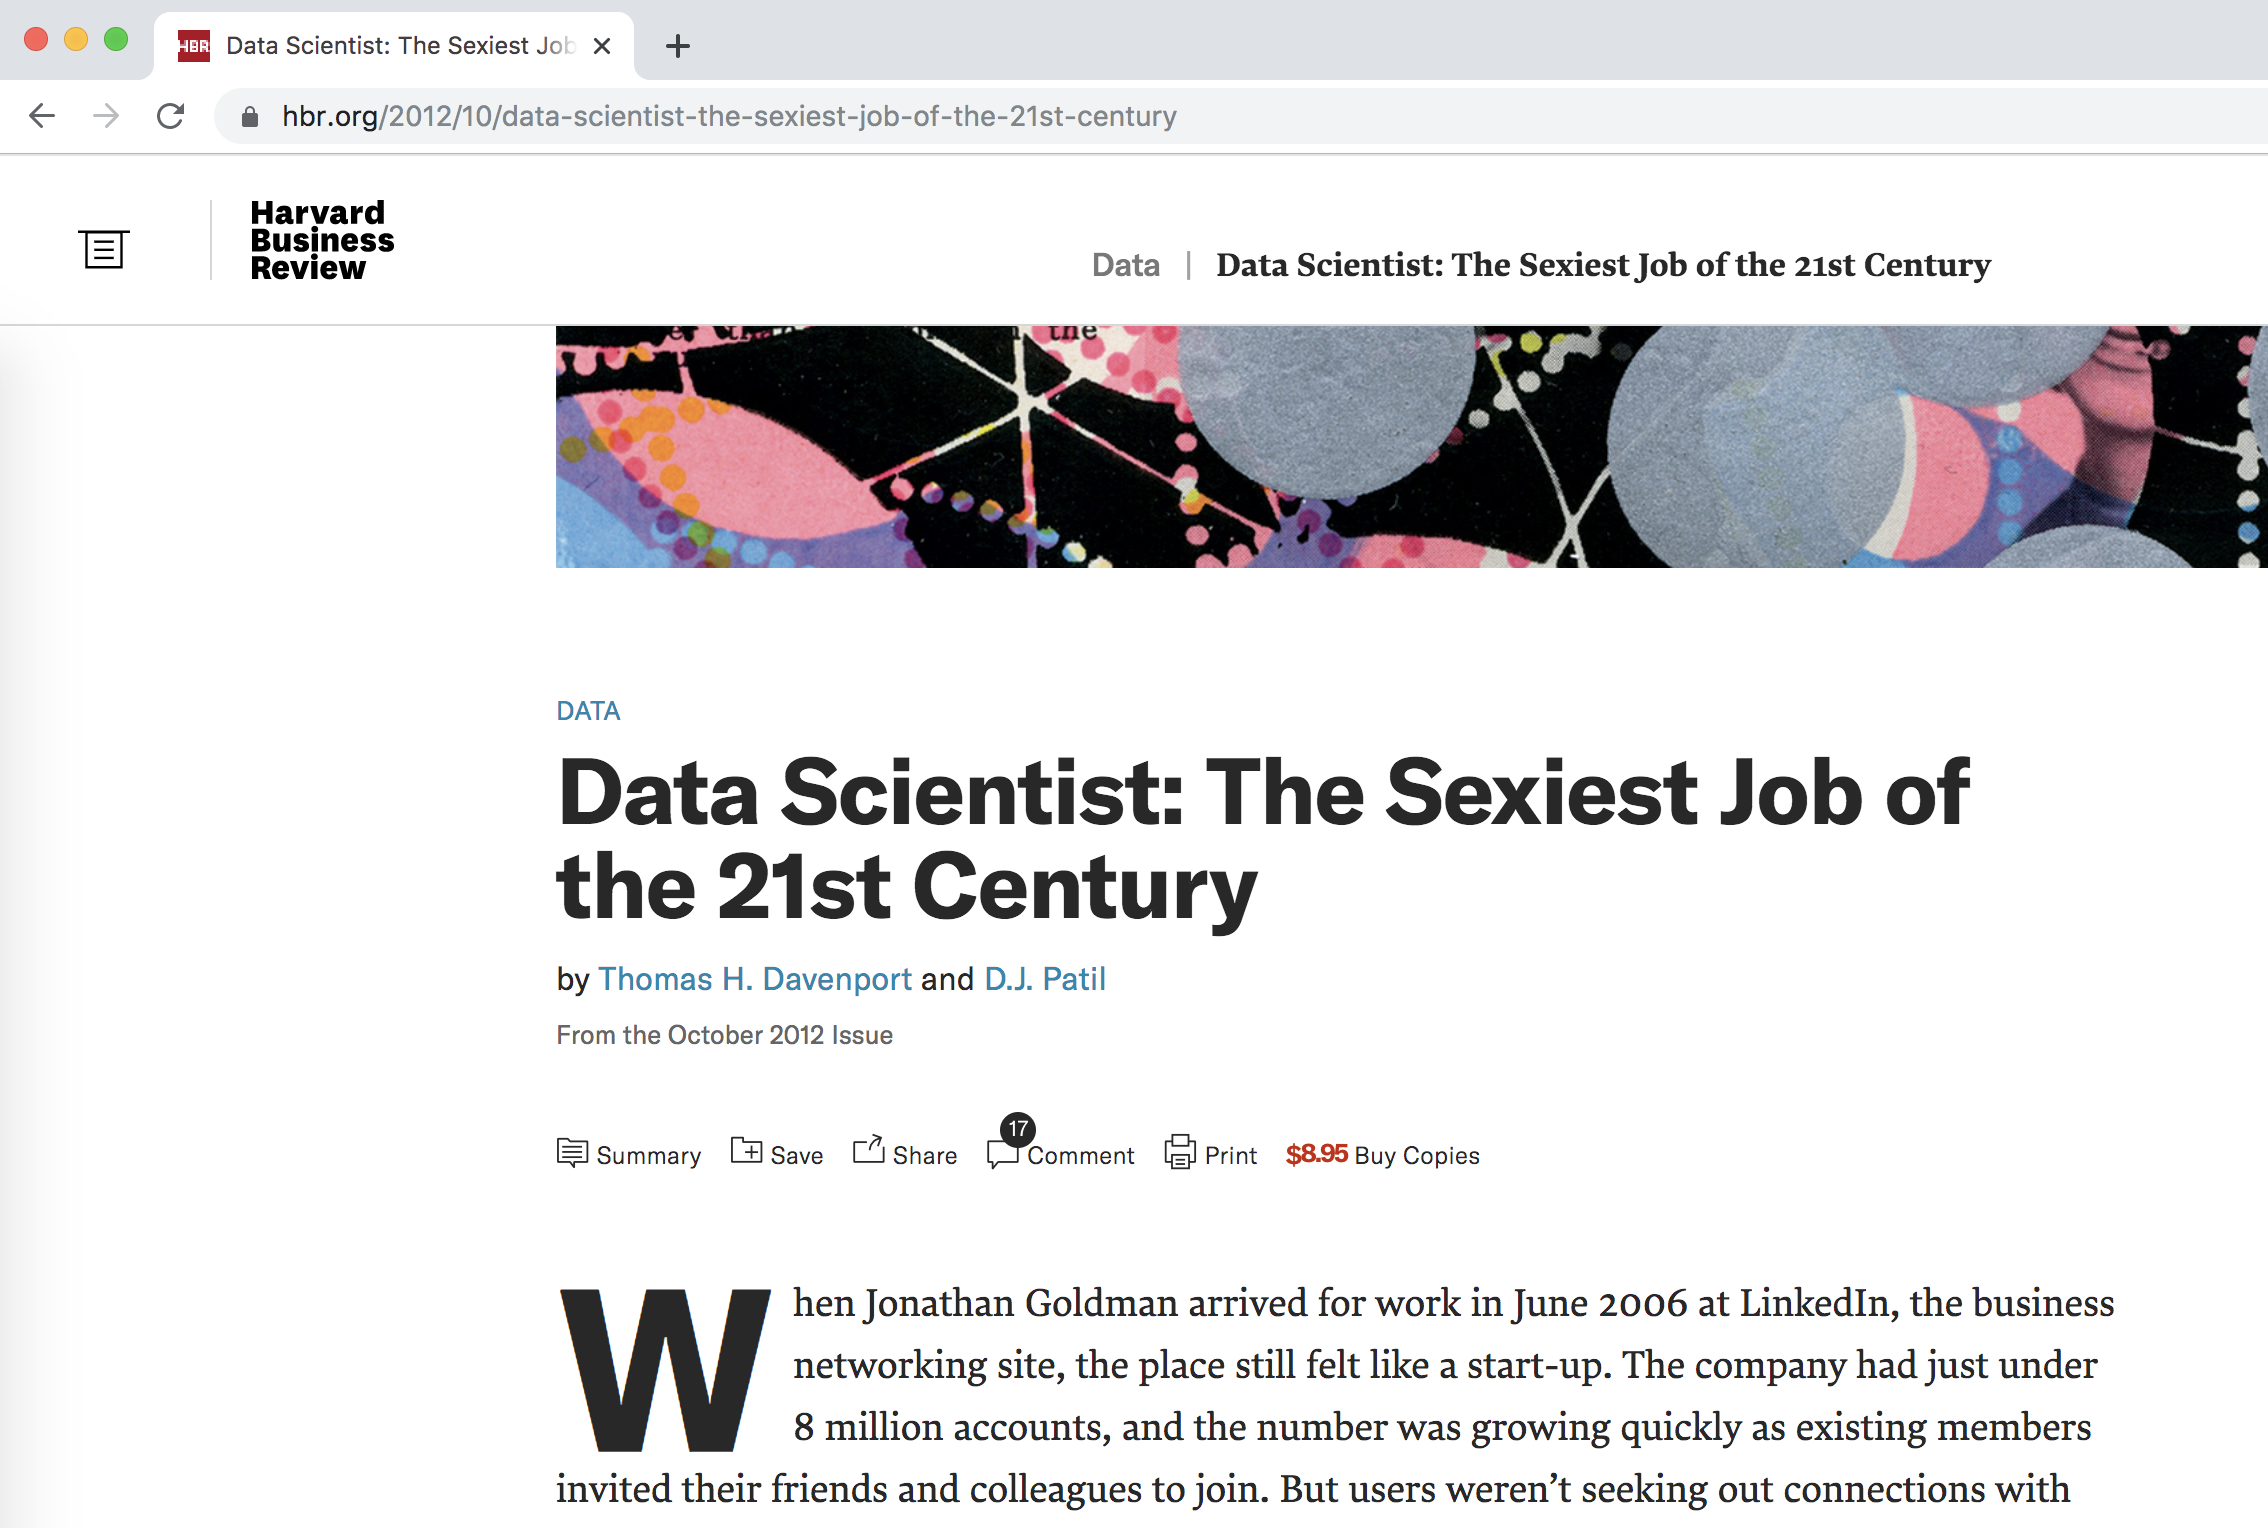 HBR Data Scientist: The Sexiest Job
hbr.org/2012/10/data-scientist-the-sexiest-job-of-the-21st-century
Harvard
Business
Review
Data | Data Scientist: The Sexiest Job of the 21st Century
the
DATA
Data Scientist: The Sexiest Job of
the 21st Century
by Thomas H. Davenport and D.J. Patil
From the October 2012 Issue
Summary Save Share 17 Comment Print $8.95 Buy Copies
When Jonathan Goldman arrived for work in June 2006 at LinkedIn, the business
networking site, the place still felt like a start-up. The company had just under
8 million accounts, and the number was growing quickly as existing members
invited their friends and colleagues to join. But users weren’t seeking out connections with